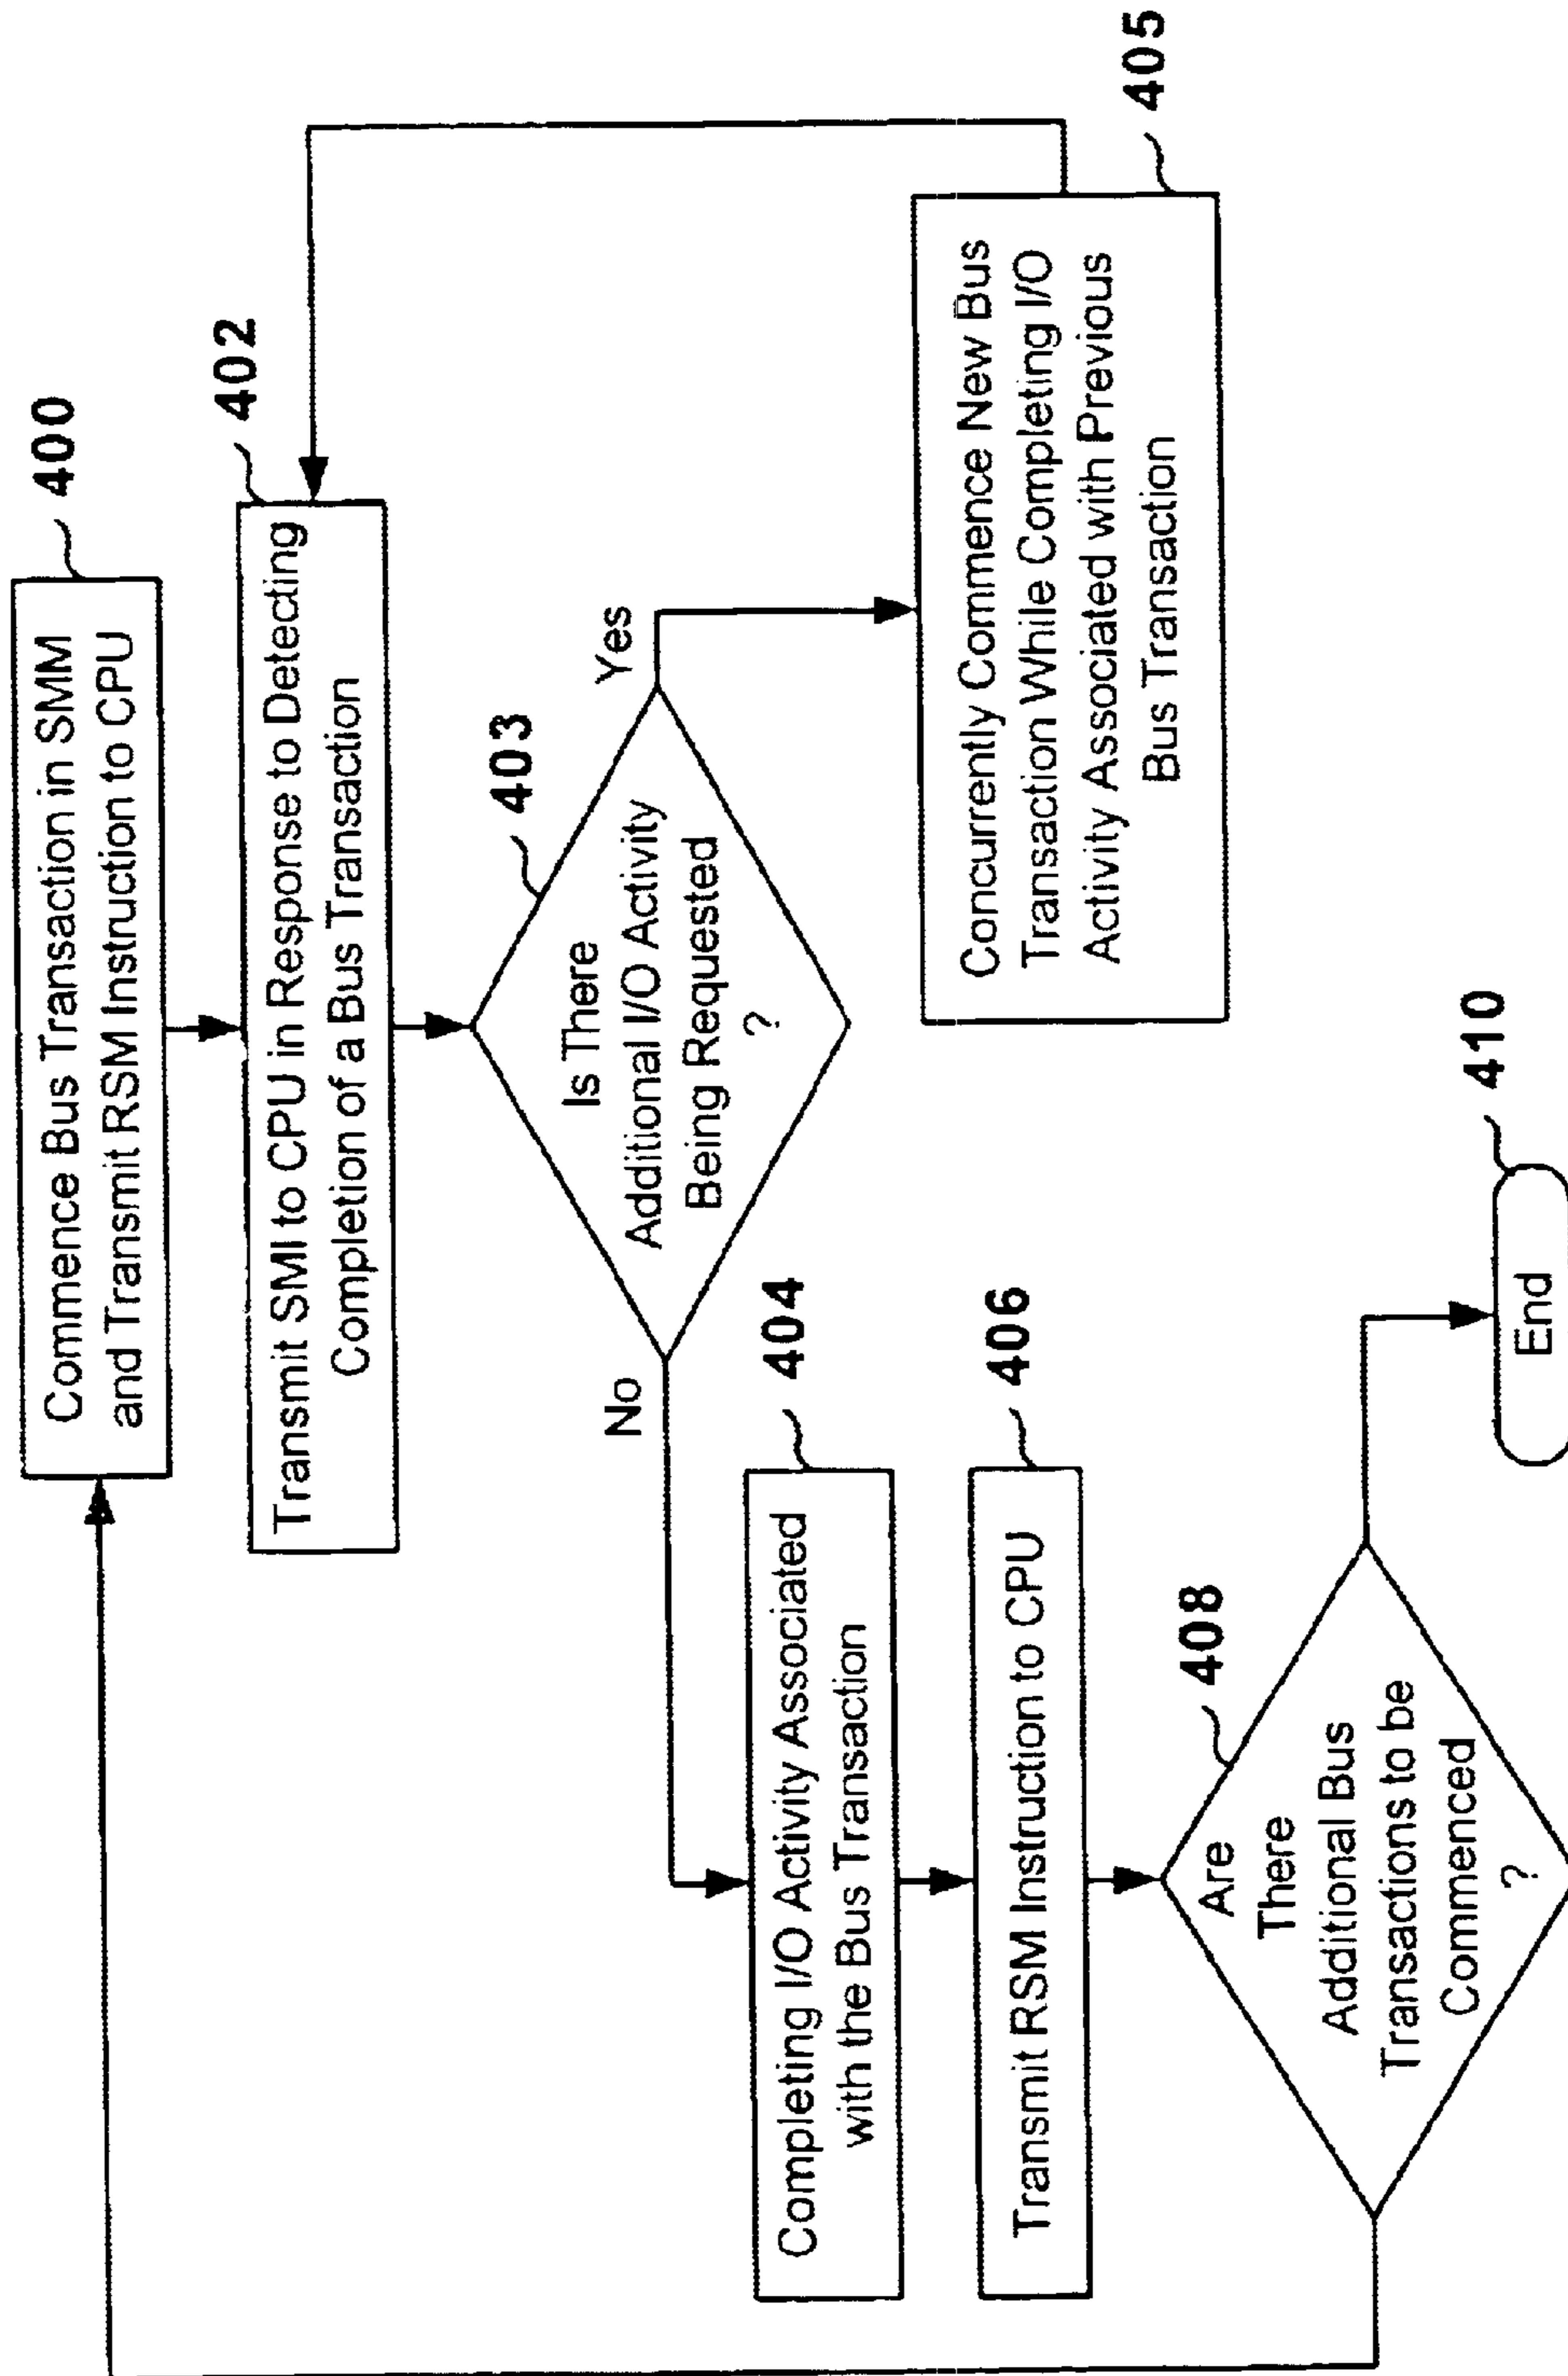 Commence Bus Transaction in SMM
and Transmit RSM Instruction to CPU
400
Transmit SMI to CPU in Response to Detecting
Completion of a Bus Transaction
402
Is There
Additional I/O Activity
Being Requested
?
403
Yes
No
Concurrently Commence New Bus
Transaction While Completing I/O
Activity Associated with Previous
Bus Transaction
405
Completing I/O Activity Associated
with the Bus Transaction
404
Transmit RSM Instruction to CPU
406
Are
There
Additional Bus
Transactions to be
Commenced
?
408
End
410